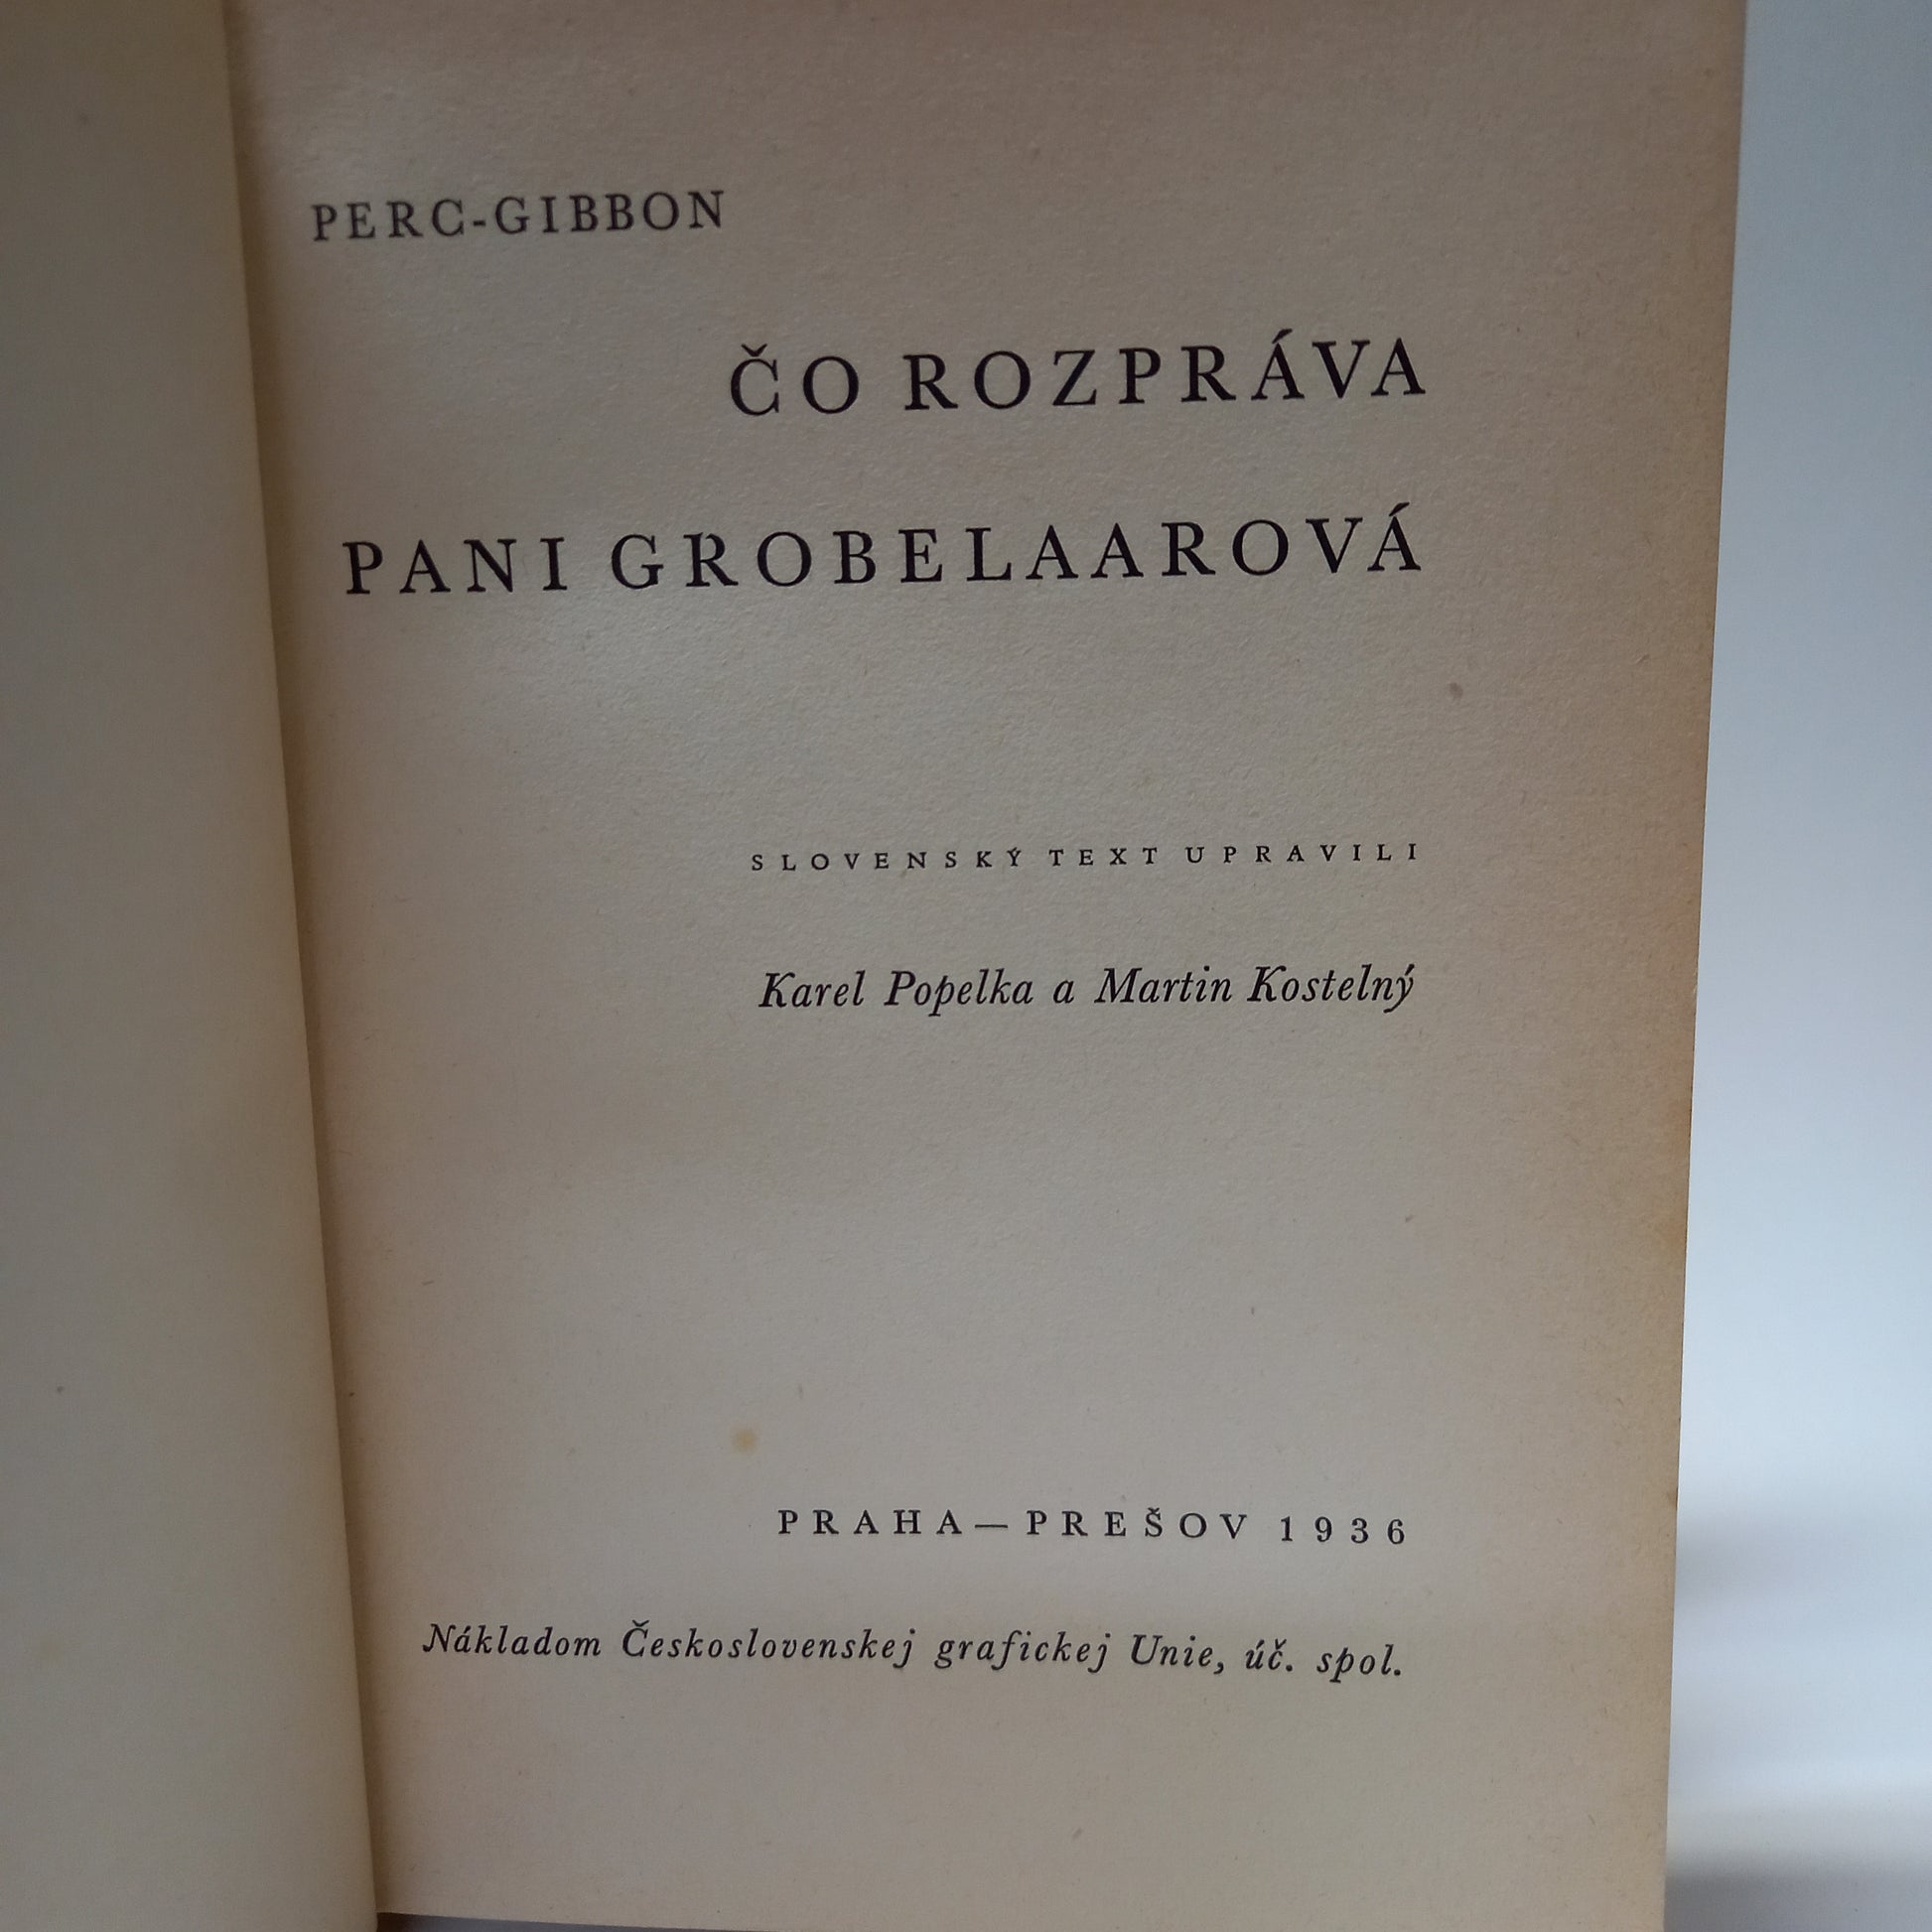 PERC-GIBBON
ČO ROZPRÁVA
PANI GROBELAAROVÁ
SLOVENSKÝ TEXT UPRAVILI
Karel Popelka a Martin Kostelný
PRAHA—PREŠOV 1936
Nákladom Československej grafickej Unie, úč. spol.